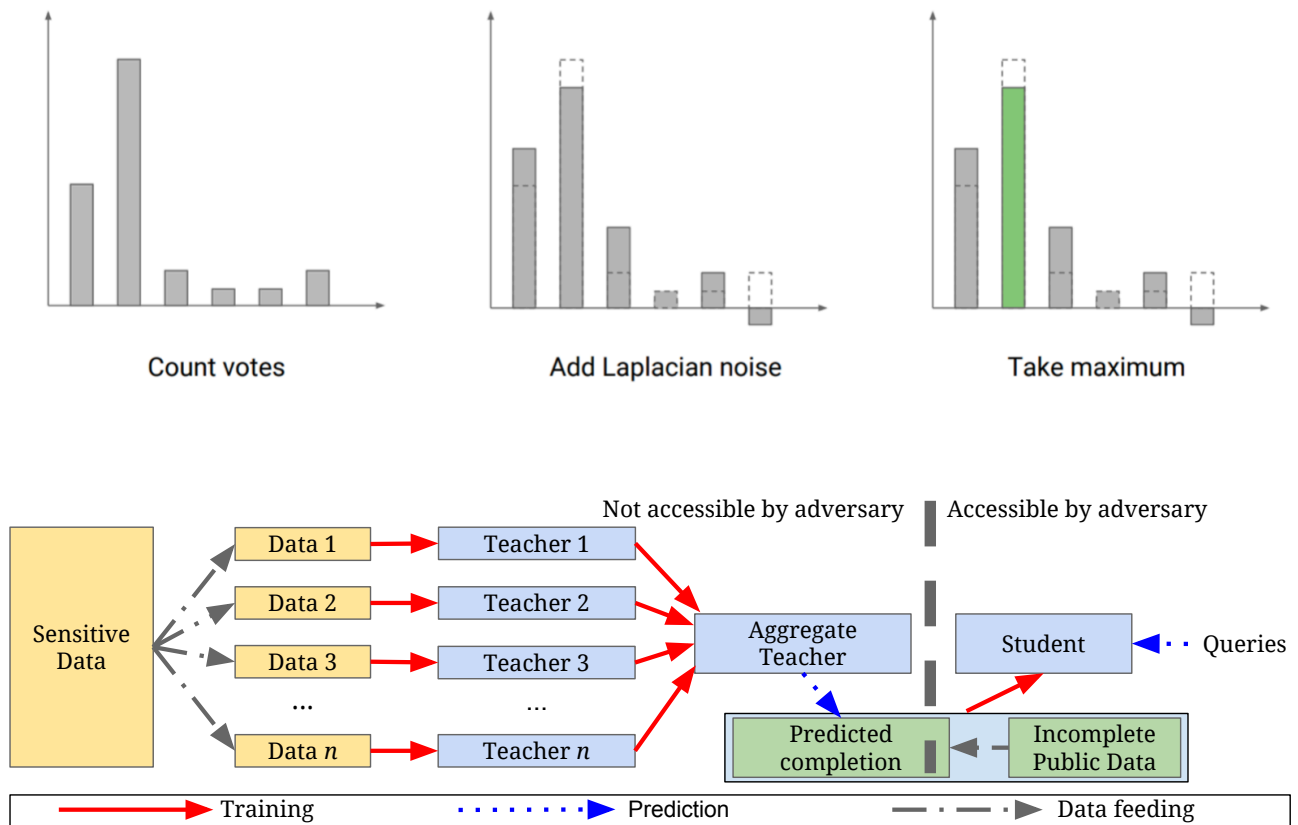 Count votes
Add Laplacian noise
Take maximum
Not accessible by adversary
Accessible by adversary
Sensitive
Data
Data 1
Teacher 1
Data 2
Teacher 2
Data 3
Teacher 3
...
...
Data n
Teacher n
Aggregate
Teacher
Student
Queries
Predicted
completion
Incomplete
Public Data
Training
Prediction
Data feeding